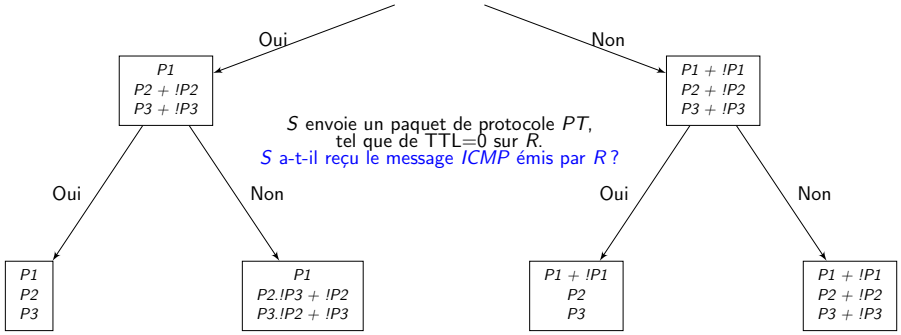 Oui
Non
P1
P2 + !P2
P3 + !P3
P1 + !P1
P2 + !P2
P3 + !P3
S envoie un paquet de protocole PT,
tel que de TTL=0 sur R.
S a-t-il reçu le message ICMP émis par R ?
Oui
Non
Oui
Non
P1
P2
P3
P1
P2.!P3 + !P2
P3.!P2 + !P3
P1 + !P1
P2
P3
P1 + !P1
P2 + !P2
P3 + !P3